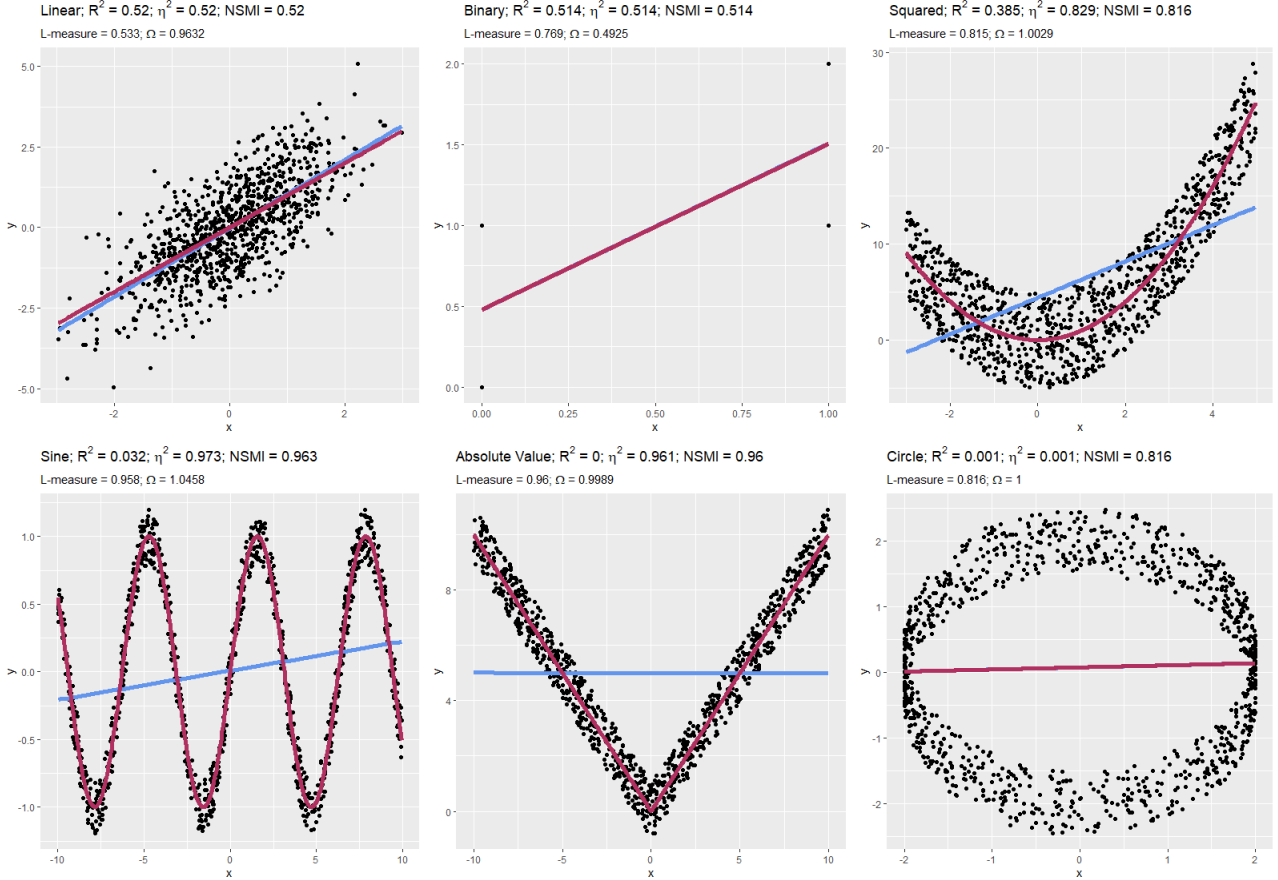 Linear; R² = 0.52; η² = 0.52; NSMI = 0.52
L-measure = 0.533; Ω = 0.9632
5.0
2.5
0.0
-2.5
-5.0
y
-2
0
2
x
Binary; R² = 0.514; η² = 0.514; NSMI = 0.514
L-measure = 0.769; Ω = 0.4925
2.0
1.5
1.0
0.5
0.0
y
0.00
0.25
0.50
0.75
1.00
x
Squared; R² = 0.385; η² = 0.829; NSMI = 0.816
L-measure = 0.815; Ω = 1.0029
30
20
10
0
y
-2
0
2
4
x
Sine; R² = 0.032; η² = 0.973; NSMI = 0.963
L-measure = 0.958; Ω = 1.0458
1.0
0.5
0.0
-0.5
-1.0
y
-10
-5
0
5
10
x
Absolute Value; R² = 0; η² = 0.961; NSMI = 0.96
L-measure = 0.96; Ω = 0.9989
8
4
0
y
-10
-5
0
5
10
x
Circle; R² = 0.001; η² = 0.001; NSMI = 0.816
L-measure = 0.816; Ω = 1
2
1
0
-1
-2
y
-2
-1
0
1
2
x